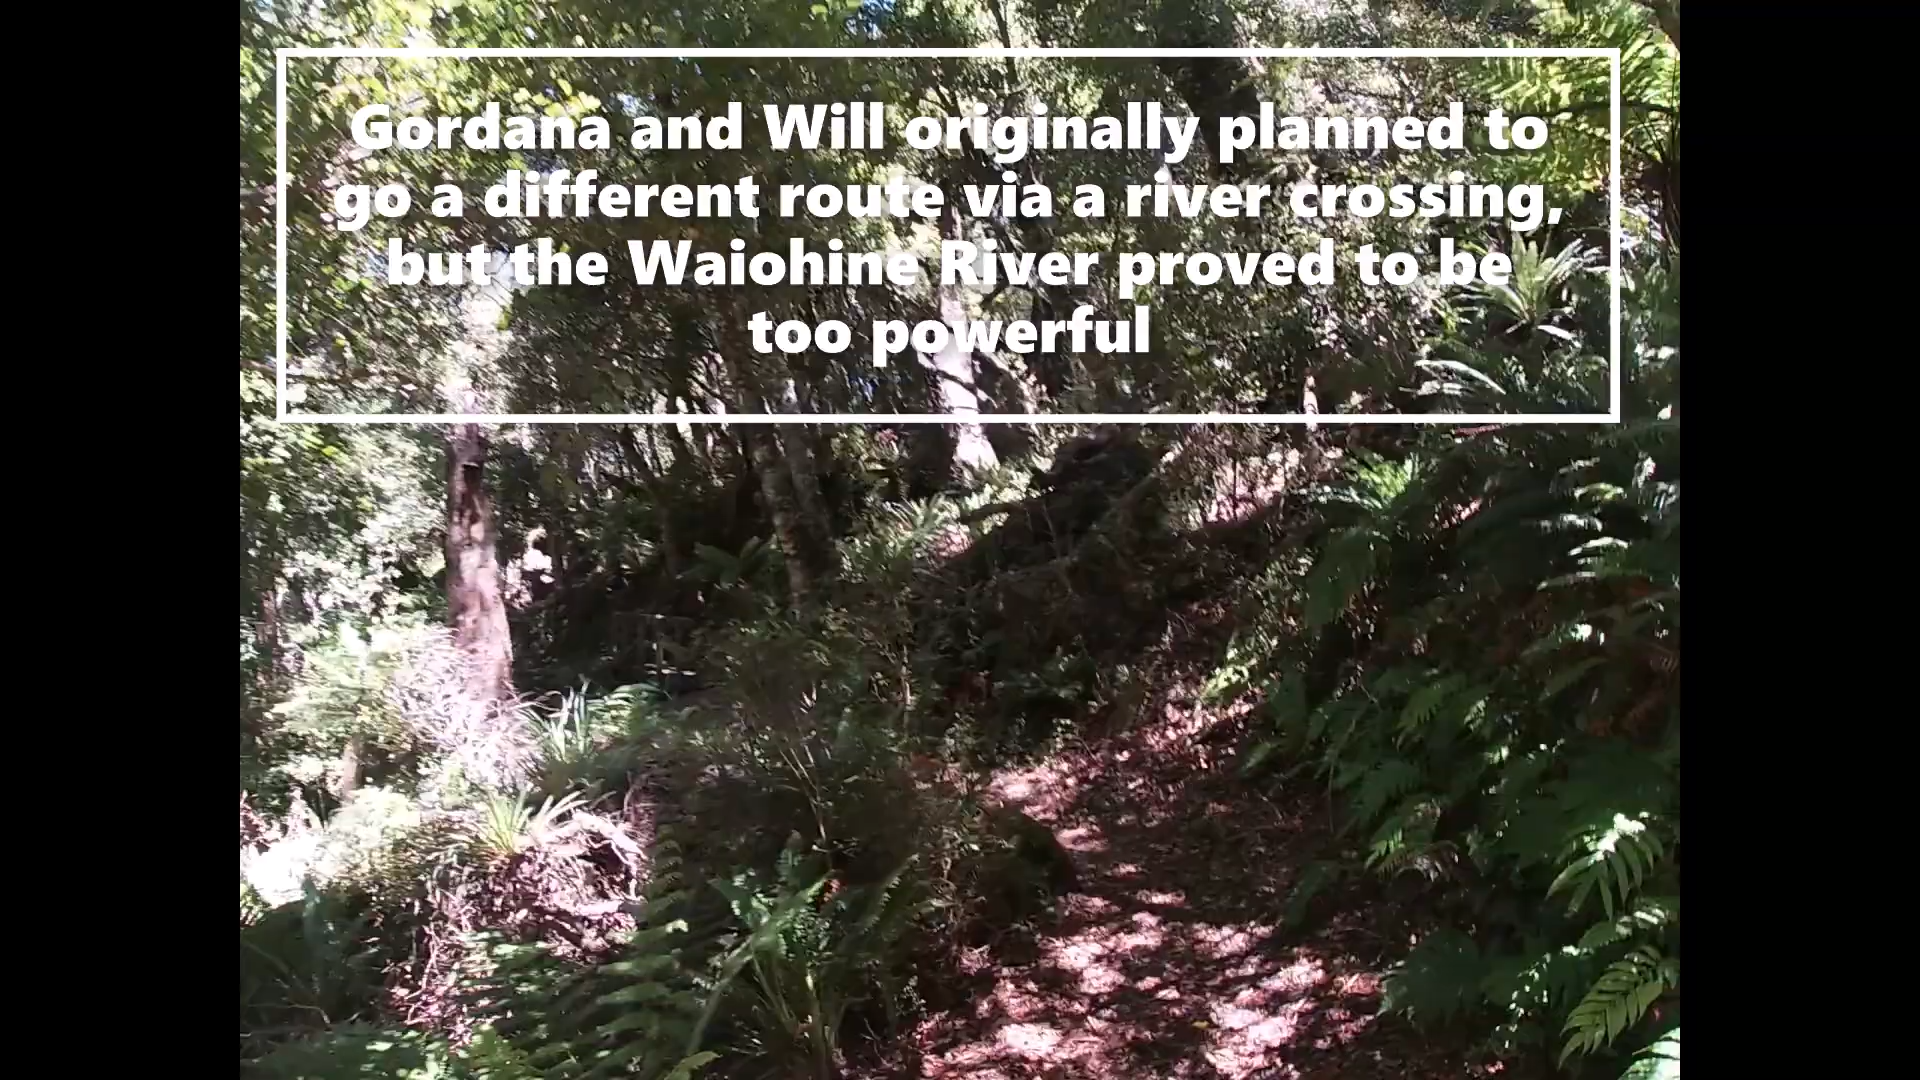 Gordana and Will originally planned to
go a different route via a river crossing,
but the Waiohine River proved to be
too powerful